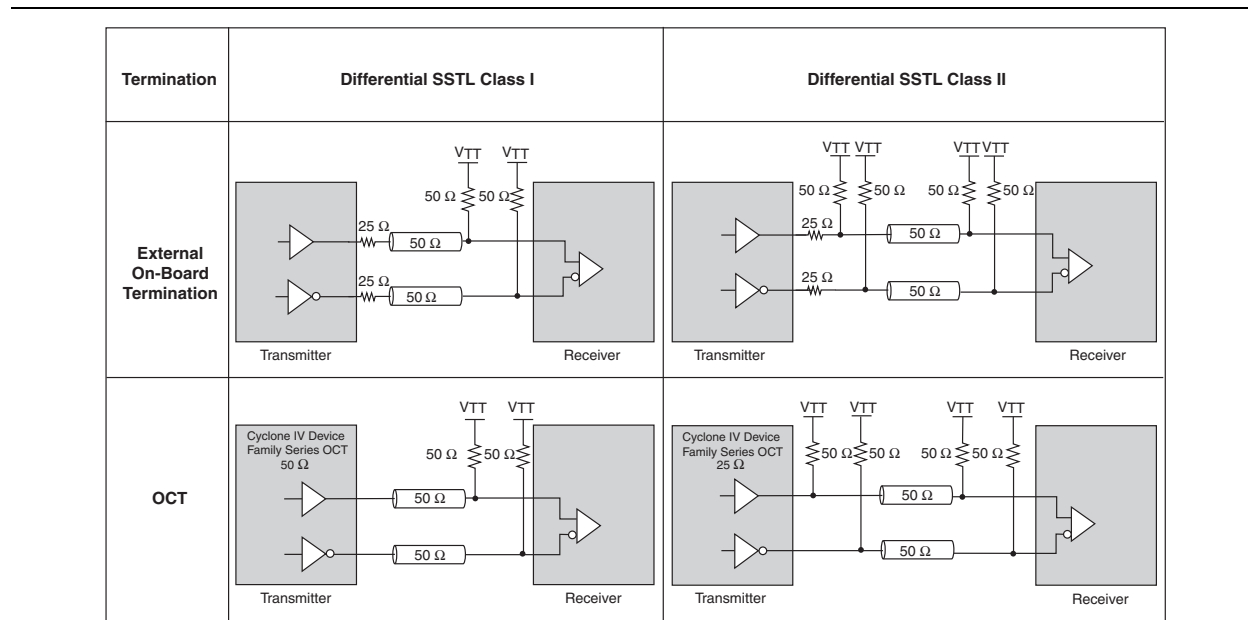 Termination
Differential SSTL Class I
Differential SSTL Class II
External
On-Board
Termination
VTT VTT
50 Ω 50 Ω
25 Ω
50 Ω
25 Ω
50 Ω
Transmitter
Receiver
VTT VTT VTT VTT
50 Ω 50 Ω 50 Ω 50 Ω
25 Ω
50 Ω
25 Ω
50 Ω
Transmitter
Receiver
OCT
VTT VTT
Cyclone IV Device
Family Series OCT
50 Ω
50 Ω 50 Ω
50 Ω
50 Ω
Transmitter
Receiver
VTT VTT VTT VTT
Cyclone IV Device
Family Series OCT
25 Ω
50 Ω 50 Ω 50 Ω 50 Ω
50 Ω
50 Ω
Transmitter
Receiver